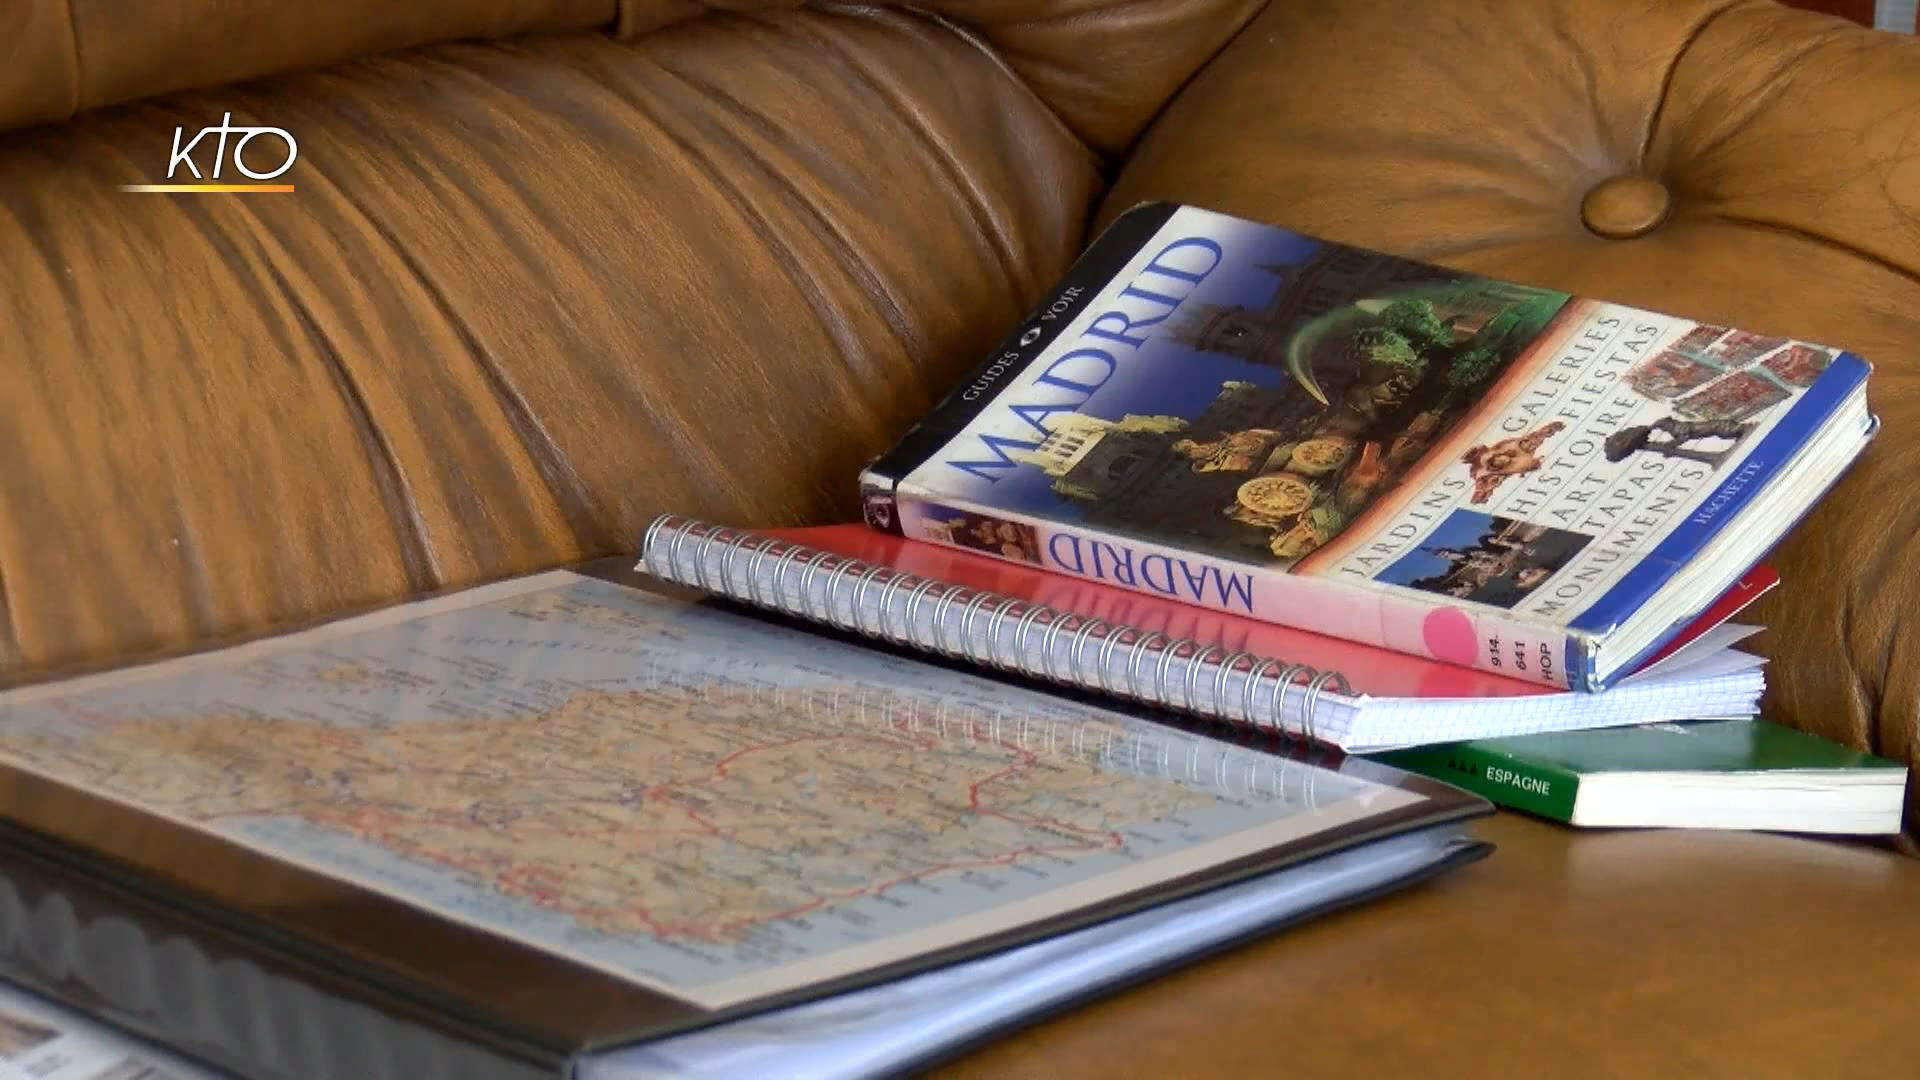 KTO
GUIDES VOIR
MADRID
JARDINS GALERIES
HISTOIRE FIESTAS
ART
TAPAS
MONUMENTS
HACHETTE
MADRID
914.
641
HOP
ESPAGNE